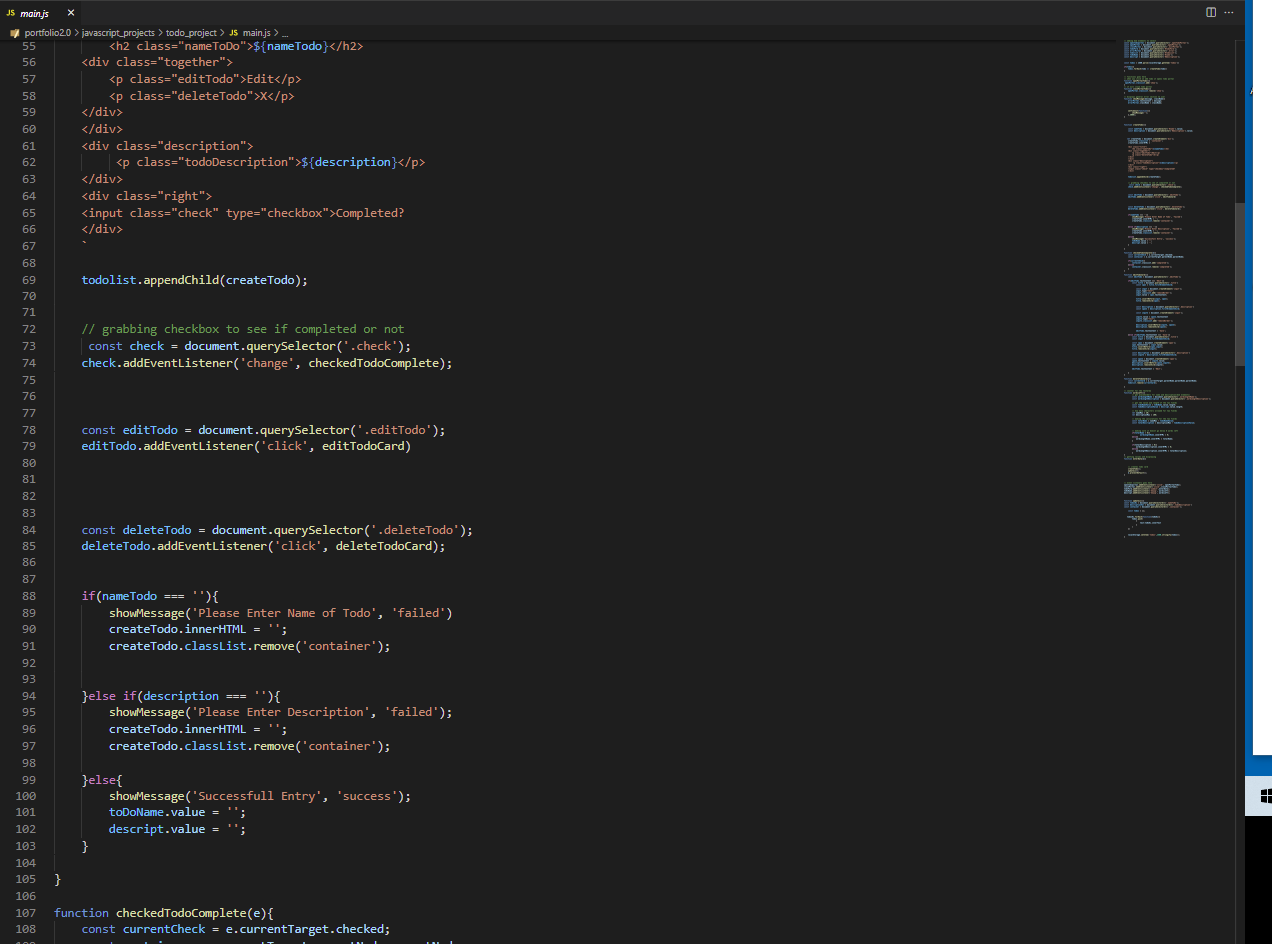 JS main.js ×
portfolio2.0 > javascript_projects > todo_project > JS main.js > ...
55 <h2 class="nameToDo">${nameTodo}</h2>
56 <div class="together">
57 <p class="editTodo">Edit</p>
58 <p class="deleteTodo">X</p>
59 </div>
60 </div>
61 <div class="description">
62 <p class="todoDescription">${description}</p>
63 </div>
64 <div class="right">
65 <input class="check" type="checkbox">Completed?
66 </div>
67 `
68
69 todolist.appendChild(createTodo);
70
71
72 // grabbing checkbox to see if completed or not
73 const check = document.querySelector('.check');
74 check.addEventListener('change', checkedTodoComplete);
75
76
77
78 const editTodo = document.querySelector('.editTodo');
79 editTodo.addEventListener('click', editTodoCard)
80
81
82
83
84 const deleteTodo = document.querySelector('.deleteTodo');
85 deleteTodo.addEventListener('click', deleteTodoCard);
86
87
88 if(nameTodo === ''){
89 showMessage('Please Enter Name of Todo', 'failed')
90 createTodo.innerHTML = '';
91 createTodo.classList.remove('container');
92
93
94 }else if(description === ''){
95 showMessage('Please Enter Description', 'failed');
96 createTodo.innerHTML = '';
97 createTodo.classList.remove('container');
98
99 }else{
100 showMessage('Successfull Entry', 'success');
101 toDoName.value = '';
102 descript.value = '';
103 }
104
105 }
106
107 function checkedTodoComplete(e){
108 const currentCheck = e.currentTarget.checked;